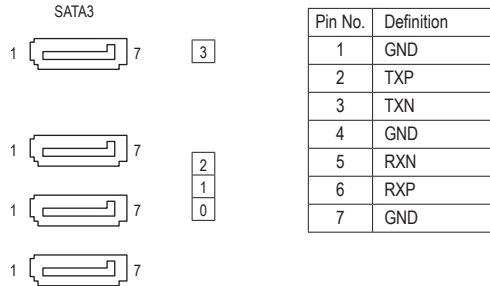 SATA3
1 7 3
1 7
2
1
1 7 0
1 7
Pin No. Definition
1 GND
2 TXP
3 TXN
4 GND
5 RXN
6 RXP
7 GND